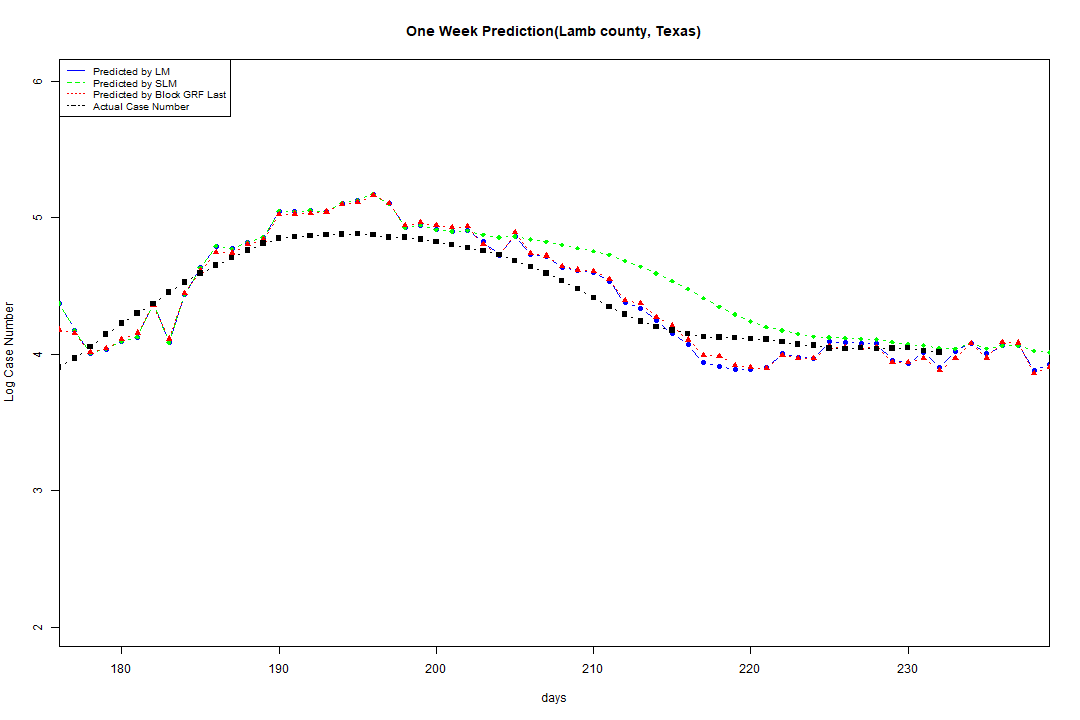 One Week Prediction(Lamb county, Texas)
Predicted by LM
Predicted by SLM
Predicted by Block GRF Last
Actual Case Number
6
5
4
3
2
Log Case Number
180 190 200 210 220 230
days